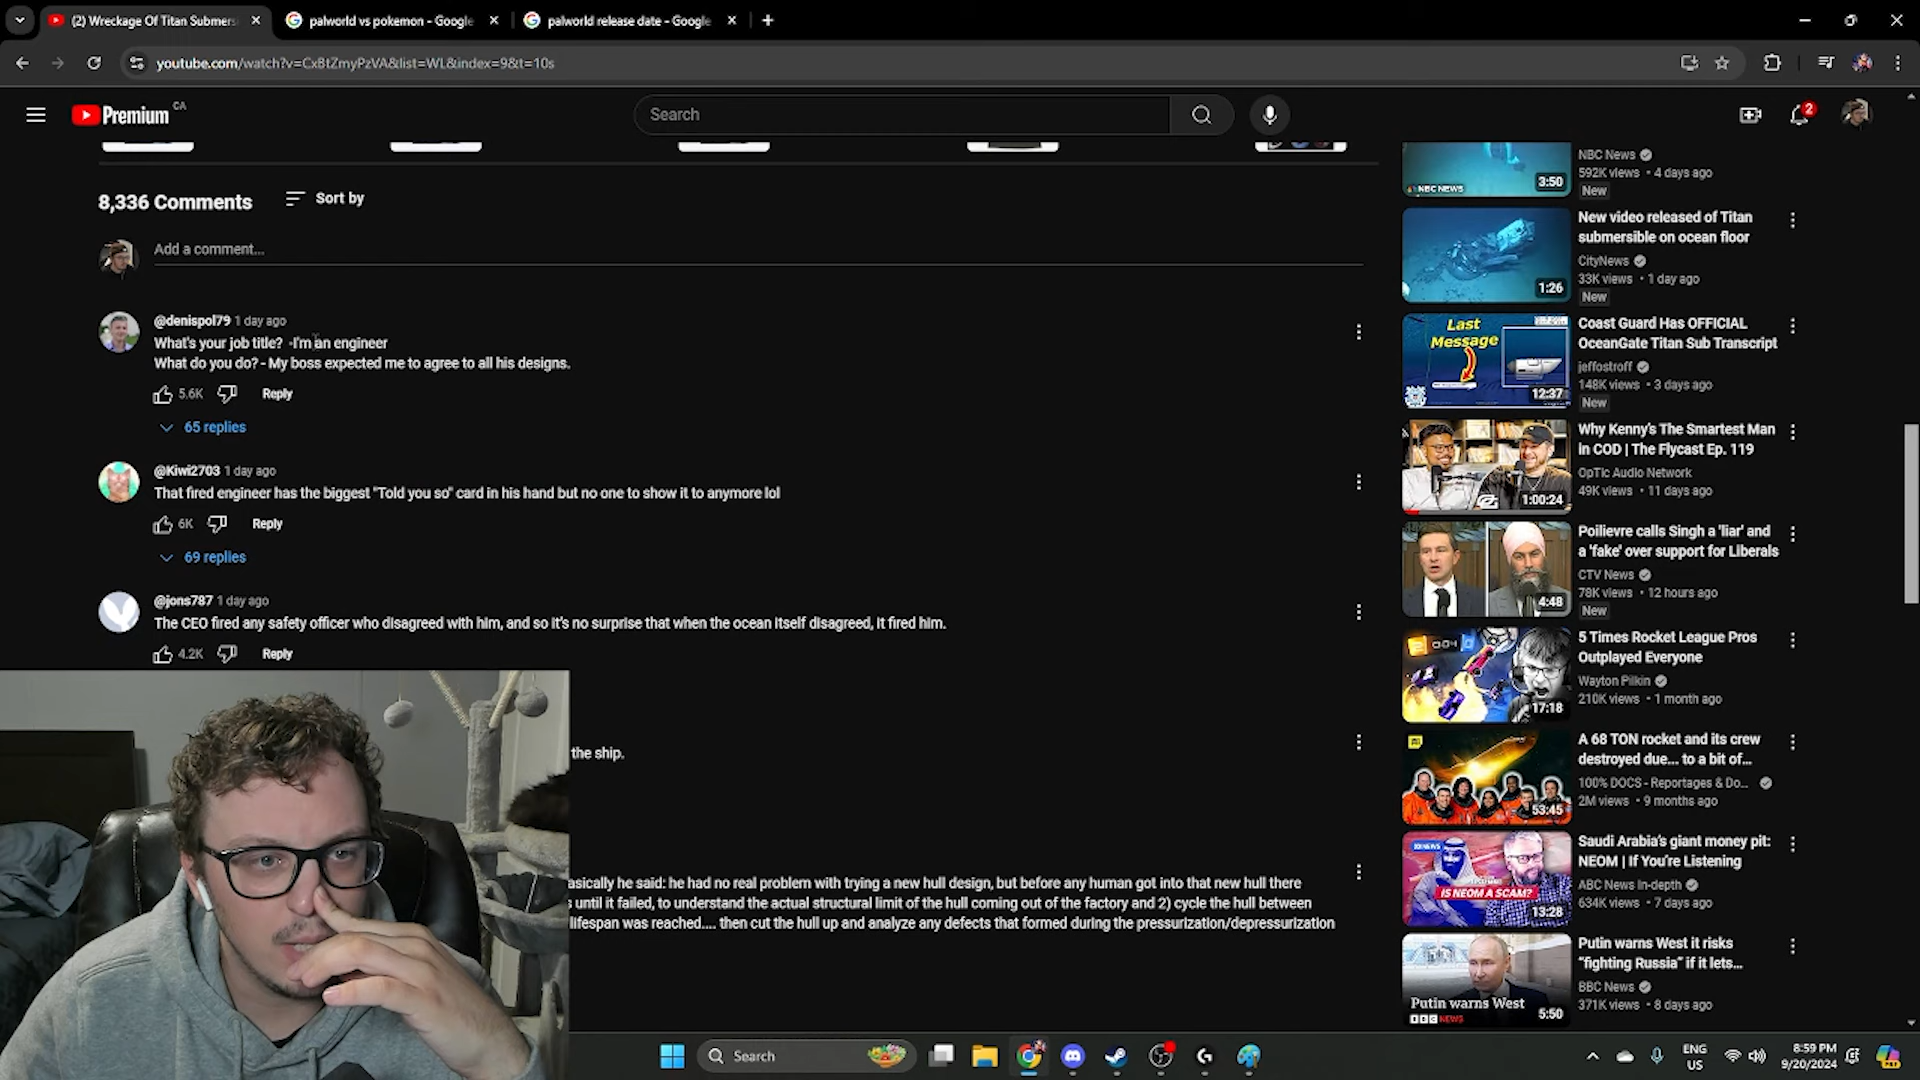 (2) Wreckage Of Titan Submers
palworld vs pokemon - Google
palworld release date - Google
youtube.com/watch?v=CxBtZmyPzVA&list=WL&index=9&t=10s
Premium
CA
Search
2
8,336 Comments
Sort by
Add a comment...
@denispol79 1 day ago
What's your job title? -I'm an engineer
What do you do? - My boss expected me to agree to all his designs.
5.6K
Reply
65 replies
@Kiwi2703 1 day ago
That fired engineer has the biggest "Told you so" card in his hand but no one to show it to anymore lol
6K
Reply
69 replies
@jons787 1 day ago
The CEO fired any safety officer who disagreed with him, and so it's no surprise that when the ocean itself disagreed, it fired him.
4.2K
Reply
the ship.
asically he said: he had no real problem with trying a new hull design, but before any human got into that new hull there
s until it failed, to understand the actual structural limit of the hull coming out of the factory and 2) cycle the hull between
lifespan was reached.... then cut the hull up and analyze any defects that formed during the pressurization/depressurization
NBC NEWS
3:50
NBC News
592K views • 4 days ago
New
1:26
New video released of Titan
submersible on ocean floor
CityNews
33K views • 1 day ago
New
Last
Message
12:37
Coast Guard Has OFFICIAL
OceanGate Titan Sub Transcript
jeffostroff
148K views • 3 days ago
New
1:00:24
Why Kenny's The Smartest Man
In COD | The Flycast Ep. 119
OpTic Audio Network
49K views • 11 days ago
4:48
Poilievre calls Singh a 'liar' and
a 'fake' over support for Liberals
CTV News
78K views • 12 hours ago
New
17:18
5 Times Rocket League Pros
Outplayed Everyone
Wayton Pilkin
210K views • 1 month ago
53:45
A 68 TON rocket and its crew
destroyed due... to a bit of...
100% DOCS - Reportages & Do...
2M views • 9 months ago
IS NEOM A SCAM?
13:28
Saudi Arabia's giant money pit:
NEOM | If You're Listening
ABC News In-depth
634K views • 7 days ago
Putin warns West
BBC NEWS
5:50
Putin warns West it risks
"fighting Russia" if it lets...
BBC News
371K views • 8 days ago
Search
ENG
US
8:59 PM
9/20/2024